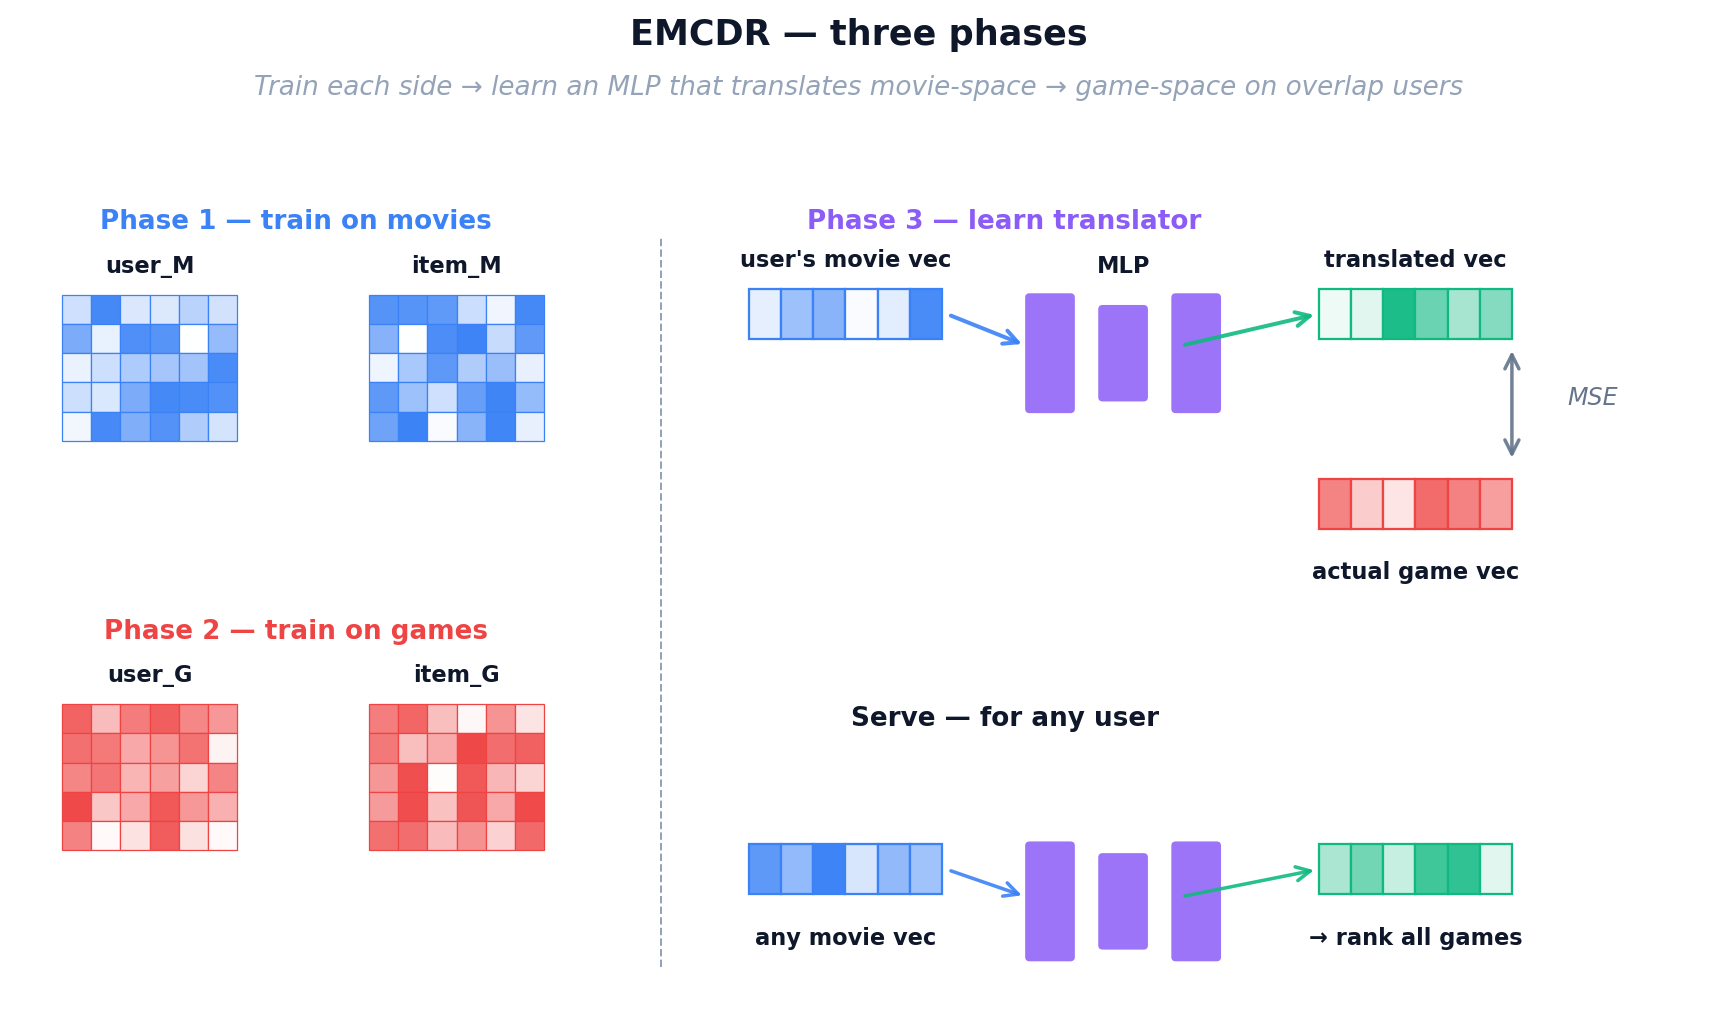 EMCDR — three phases
Train each side → learn an MLP that translates movie-space → game-space on overlap users
Phase 1 — train on movies
user_M
item_M
Phase 2 — train on games
user_G
item_G
Phase 3 — learn translator
user's movie vec
MLP
translated vec
MSE
actual game vec
Serve — for any user
any movie vec
→ rank all games